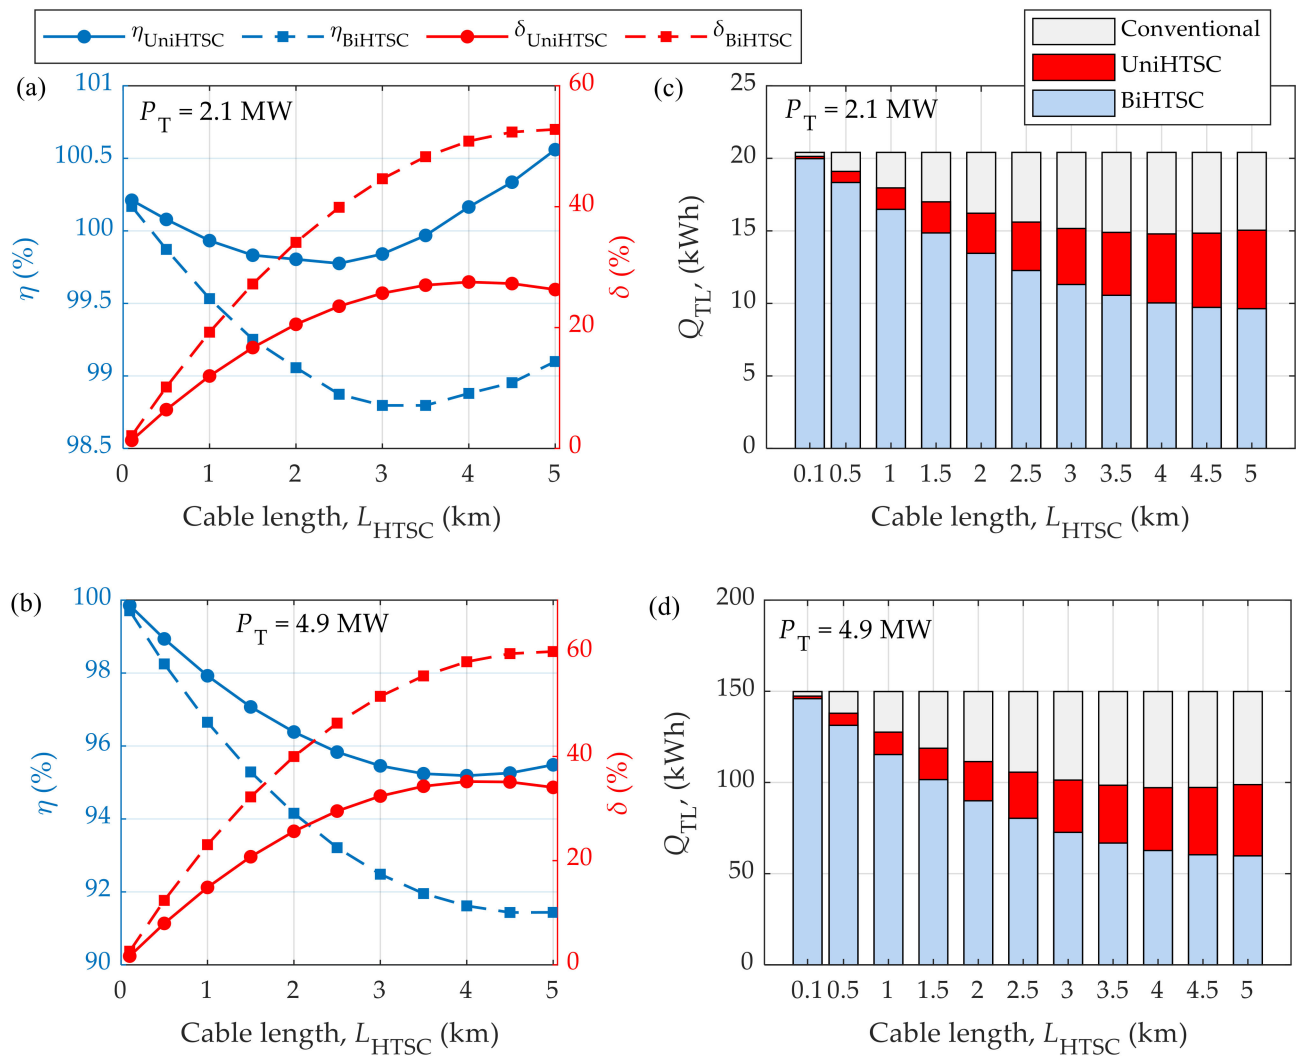 η_UniHTSC η_BiHTSC δ_UniHTSC δ_BiHTSC
Conventional
UniHTSC
BiHTSC
(a)
P_T = 2.1 MW
101
100.5
100
99.5
99
98.5
η (%)
60
40
20
0
δ (%)
0 1 2 3 4 5
Cable length, L_HTSC (km)
(c)
P_T = 2.1 MW
25
20
15
10
5
0
Q_TL′ (kWh)
0.1 0.5 1 1.5 2 2.5 3 3.5 4 4.5 5
Cable length, L_HTSC (km)
(b)
P_T = 4.9 MW
100
98
96
94
92
90
η (%)
60
40
20
0
δ (%)
0 1 2 3 4 5
Cable length, L_HTSC (km)
(d)
P_T = 4.9 MW
200
150
100
50
0
Q_TL′ (kWh)
0.1 0.5 1 1.5 2 2.5 3 3.5 4 4.5 5
Cable length, L_HTSC (km)